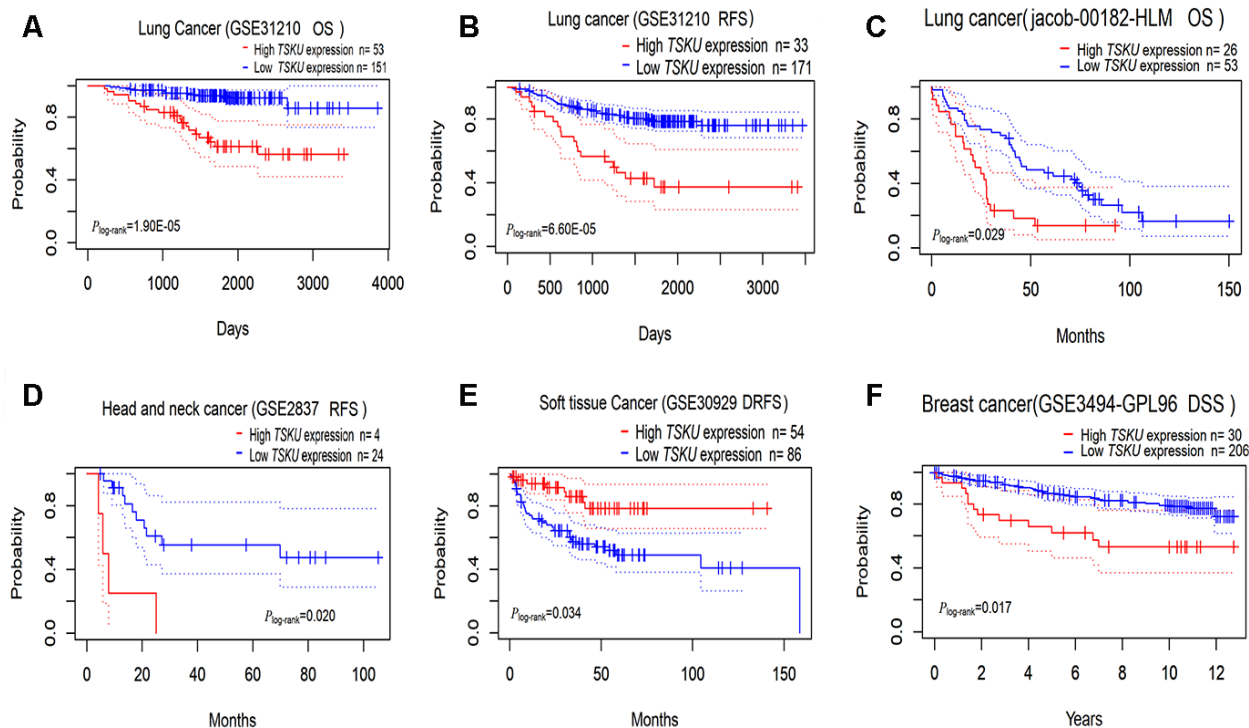 A
Lung Cancer (GSE31210 OS )
High TSKU expression n= 53
Low TSKU expression n= 151
Probability
0.0
0.4
0.8
P log-rank=1.90E-05
0 1000 2000 3000 4000
Days
B
Lung cancer (GSE31210 RFS )
High TSKU expression n= 33
Low TSKU expression n= 171
Probability
0.0
0.4
0.8
P log-rank=6.60E-05
0 500 1000 2000 3000
Days
C
Lung cancer(jacob-00182-HLM OS )
High TSKU expression n= 26
Low TSKU expression n= 53
Probability
0.0
0.4
0.8
P log-rank=0.029
0 50 100 150
Months
D
Head and neck cancer (GSE2837 RFS )
High TSKU expression n= 4
Low TSKU expression n= 24
Probability
0.0
0.4
0.8
P log-rank=0.020
0 20 40 60 80 100
Months
E
Soft tissue Cancer (GSE30929 DRFS )
High TSKU expression n= 54
Low TSKU expression n= 86
Probability
0.0
0.4
0.8
P log-rank=0.034
0 50 100 150
Months
F
Breast cancer(GSE3494-GPL96 DSS )
High TSKU expression n= 30
Low TSKU expression n= 206
Probability
0.0
0.4
0.8
P log-rank=0.017
0 2 4 6 8 10 12
Years